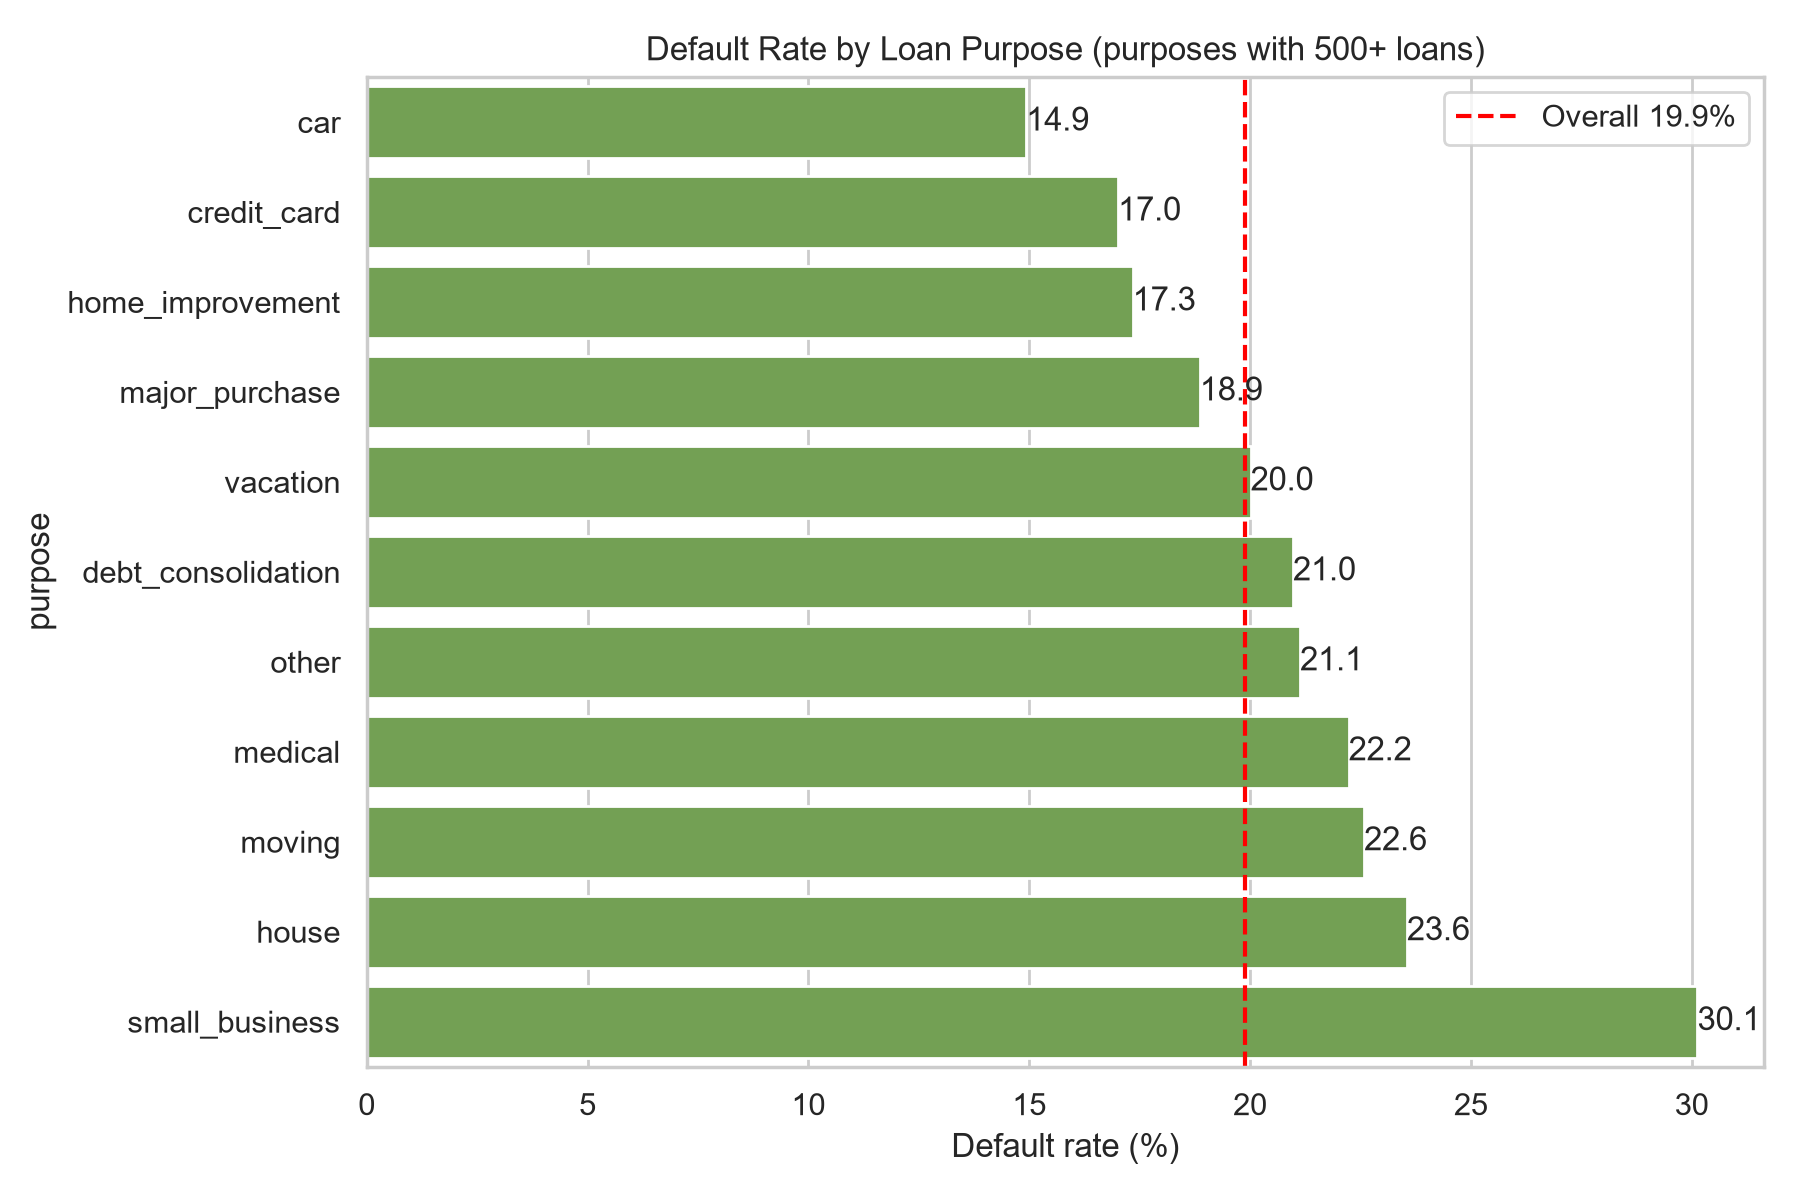 Default Rate by Loan Purpose (purposes with 500+ loans)
Overall 19.9%
purpose
car 14.9
credit_card 17.0
home_improvement 17.3
major_purchase 18.9
vacation 20.0
debt_consolidation 21.0
other 21.1
medical 22.2
moving 22.6
house 23.6
small_business 30.1
0 5 10 15 20 25 30
Default rate (%)